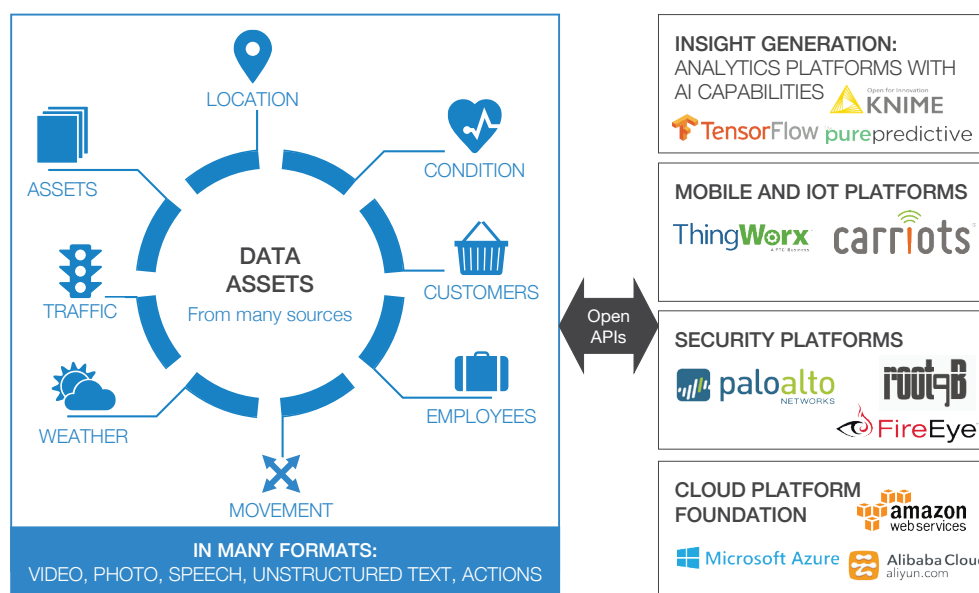 LOCATION
CONDITION
ASSETS
DATA
ASSETS
From many sources
CUSTOMERS
TRAFFIC
EMPLOYEES
WEATHER
MOVEMENT
IN MANY FORMATS:
VIDEO, PHOTO, SPEECH, UNSTRUCTURED TEXT, ACTIONS
Open
APIs
INSIGHT GENERATION:
ANALYTICS PLATFORMS WITH
AI CAPABILITIES
Open for Innovation
KNIME
TensorFlow
purepredictive
MOBILE AND IOT PLATFORMS
ThingWorx
A PTC Business
carriots
SECURITY PLATFORMS
paloalto
NETWORKS
root9B
FireEye
CLOUD PLATFORM
FOUNDATION
amazon
webservices
Microsoft Azure
Alibaba Cloud
aliyun.com